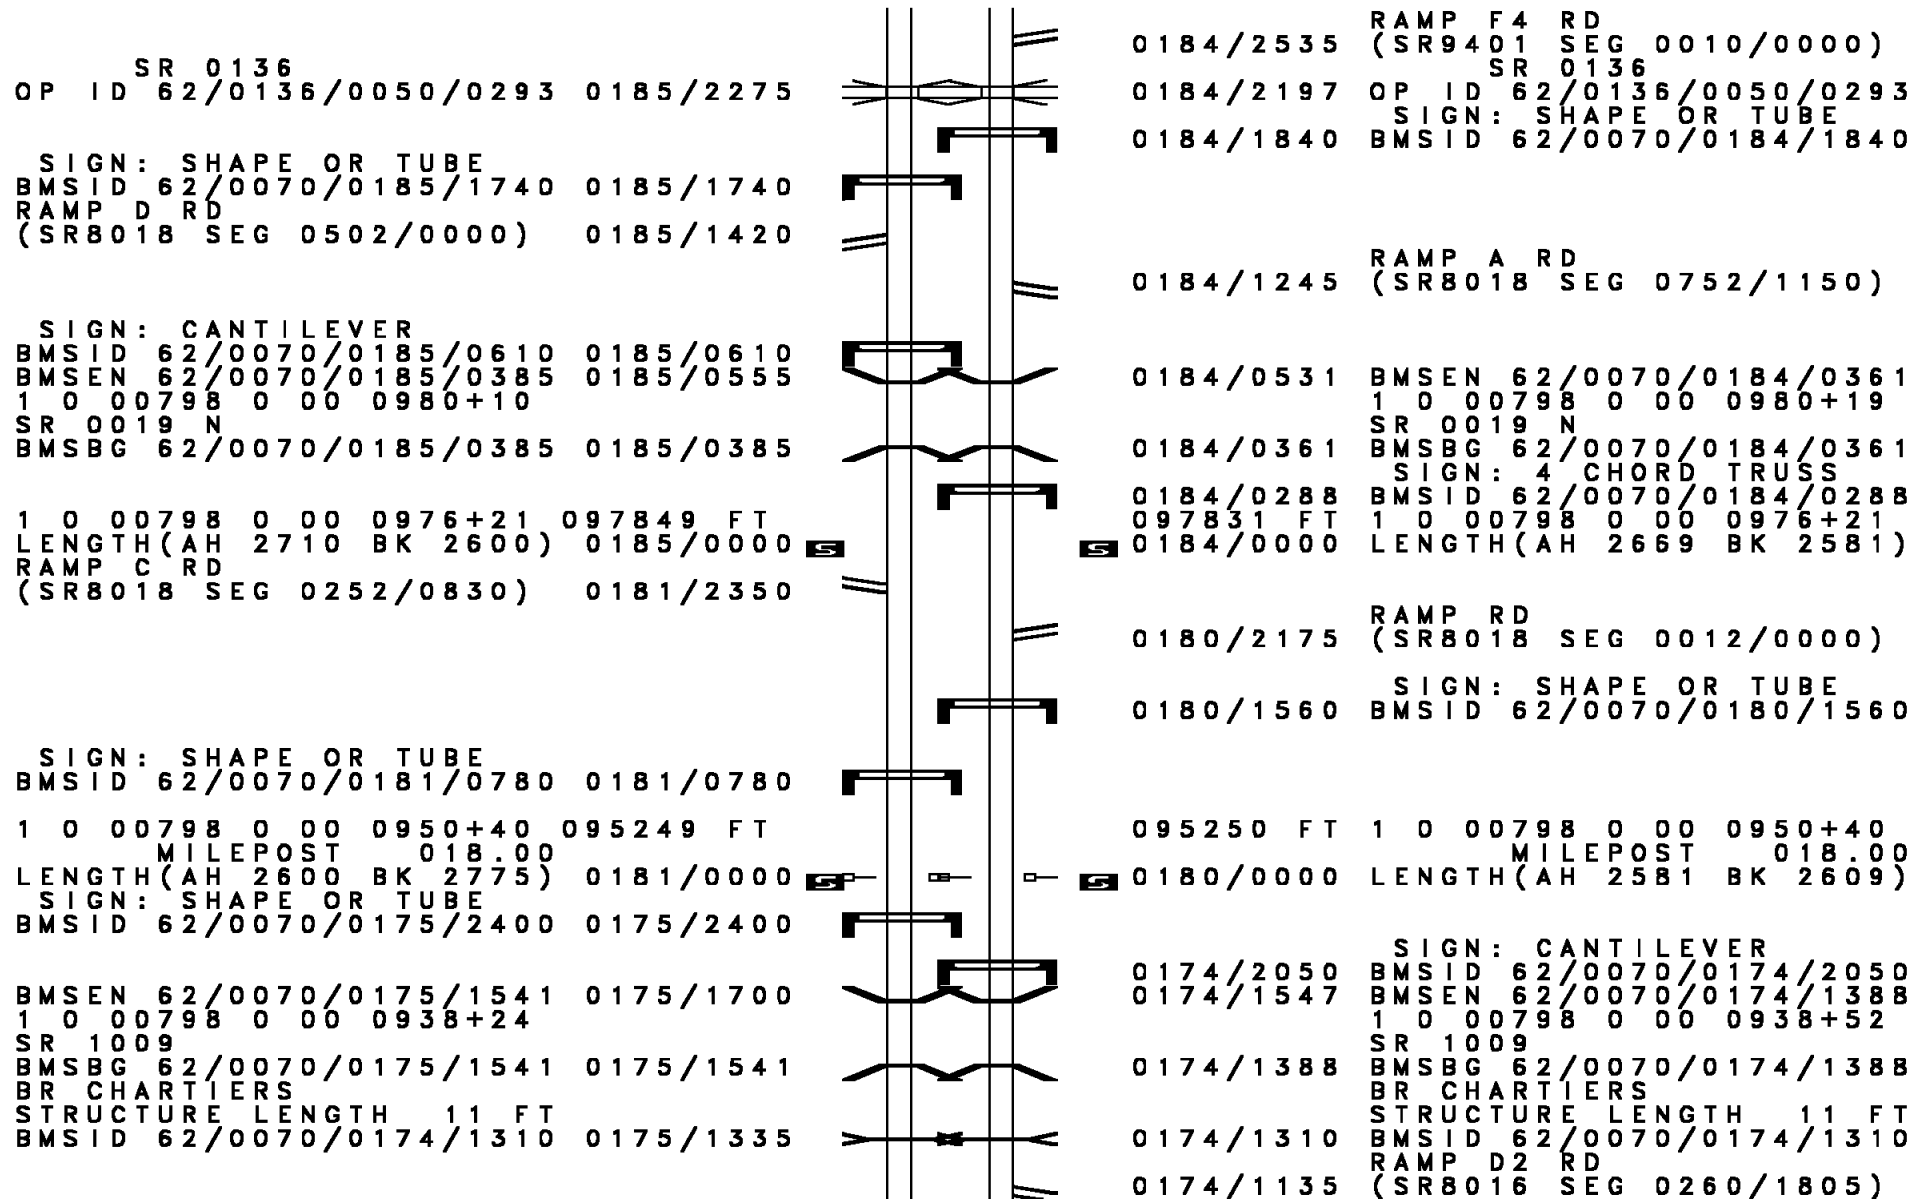 SR 0136
OP ID 62/0136/0050/0293 0185/2275
SIGN: SHAPE OR TUBE
BMSID 62/0070/0185/1740 0185/1740
RAMP D RD
(SR8018 SEG 0502/0000) 0185/1420
SIGN: CANTILEVER
BMSID 62/0070/0185/0610 0185/0610
BMSEN 62/0070/0185/0385 0185/0555
1 0 00798 0 00 0980+10
SR 0019 N
BMSBG 62/0070/0185/0385 0185/0385
1 0 00798 0 00 0976+21 097849 FT
LENGTH(AH 2710 BK 2600) 0185/0000 S
RAMP C RD
(SR8018 SEG 0252/0830) 0181/2350
SIGN: SHAPE OR TUBE
BMSID 62/0070/0181/0780 0181/0780
1 0 00798 0 00 0950+40 095249 FT
MILEPOST 018.00
LENGTH(AH 2600 BK 2775) 0181/0000 S
SIGN: SHAPE OR TUBE
BMSID 62/0070/0175/2400 0175/2400
BMSEN 62/0070/0175/1541 0175/1700
1 0 00798 0 00 0938+24
SR 1009
BMSBG 62/0070/0175/1541 0175/1541
BR CHARTIERS
STRUCTURE LENGTH 11 FT
BMSID 62/0070/0174/1310 0175/1335
RAMP F4 RD
0184/2535 (SR9401 SEG 0010/0000)
SR 0136
0184/2197 OP ID 62/0136/0050/0293
SIGN: SHAPE OR TUBE
0184/1840 BMSID 62/0070/0184/1840
RAMP A RD
0184/1245 (SR8018 SEG 0752/1150)
0184/0531 BMSEN 62/0070/0184/0361
1 0 00798 0 00 0980+19
SR 0019 N
0184/0361 BMSBG 62/0070/0184/0361
SIGN: 4 CHORD TRUSS
0184/0288 BMSID 62/0070/0184/0288
097831 FT 1 0 00798 0 00 0976+21
S 0184/0000 LENGTH(AH 2669 BK 2581)
RAMP RD
0180/2175 (SR8018 SEG 0012/0000)
SIGN: SHAPE OR TUBE
0180/1560 BMSID 62/0070/0180/1560
095250 FT 1 0 00798 0 00 0950+40
MILEPOST 018.00
S 0180/0000 LENGTH(AH 2581 BK 2609)
SIGN: CANTILEVER
0174/2050 BMSID 62/0070/0174/2050
0174/1547 BMSEN 62/0070/0174/1388
1 0 00798 0 00 0938+52
SR 1009
0174/1388 BMSBG 62/0070/0174/1388
BR CHARTIERS
STRUCTURE LENGTH 11 FT
0174/1310 BMSID 62/0070/0174/1310
RAMP D2 RD
0174/1135 (SR8016 SEG 0260/1805)